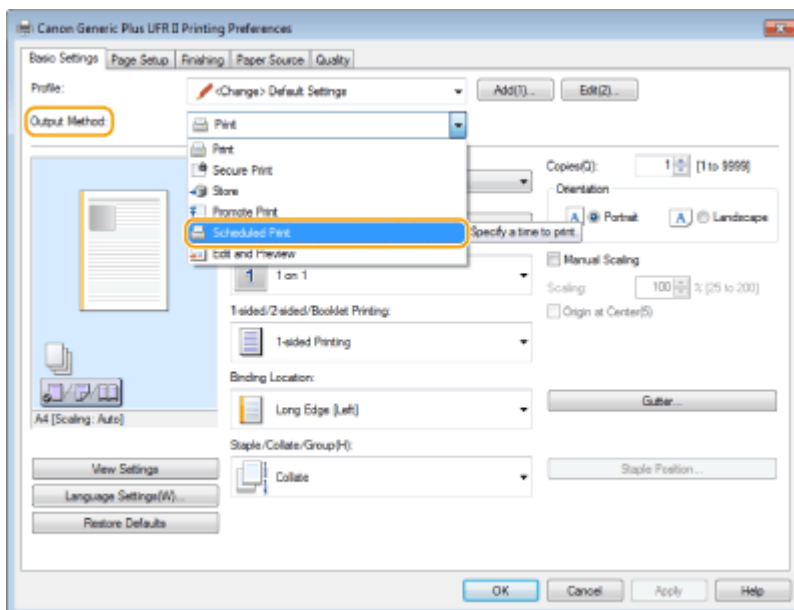 Canon Generic Plus UFR II Printing Preferences
Basic Settings Page Setup Finishing Paper Source Quality
Profile: <Change> Default Settings Add(1)... Edit(2)...
Output Method: Print
Print
Secure Print
Store
Promote Print
Scheduled Print
Edit and Preview
Specify a time to print.
Copies(Q): 1 [1 to 9999]
Orientation
A Portrait A Landscape
Manual Scaling
Scaling: 100 % [25 to 200]
Origin at Center(5)
1 1 on 1
1-sided/2-sided/Booklet Printing:
1-sided Printing
Binding Location:
Long Edge [Left]
Gutter...
Staple/Collate/Group(H):
Collate
Staple Position...
A4 [Scaling: Auto]
View Settings
Language Settings(W)...
Restore Defaults
OK Cancel Apply Help